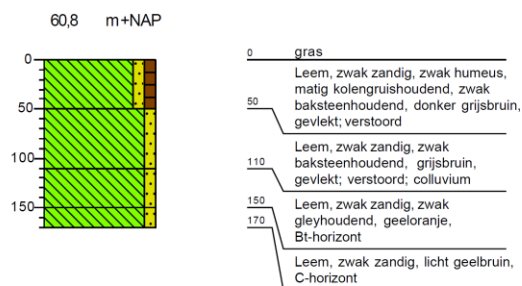 60,8 m+NAP
0
50
100
150
0 gras
Leem, zwak zandig, zwak humeus,
matig kolengruishoudend, zwak
50 baksteenhoudend, donker grijsbruin,
gevlekt; verstoord
Leem, zwak zandig, zwak
110 baksteenhoudend, grijsbruin,
gevlekt; verstoord; colluvium
150 Leem, zwak zandig, zwak
170 gleyhoudend, geeloranje,
Bt-horizont
Leem, zwak zandig, licht geelbruin,
C-horizont